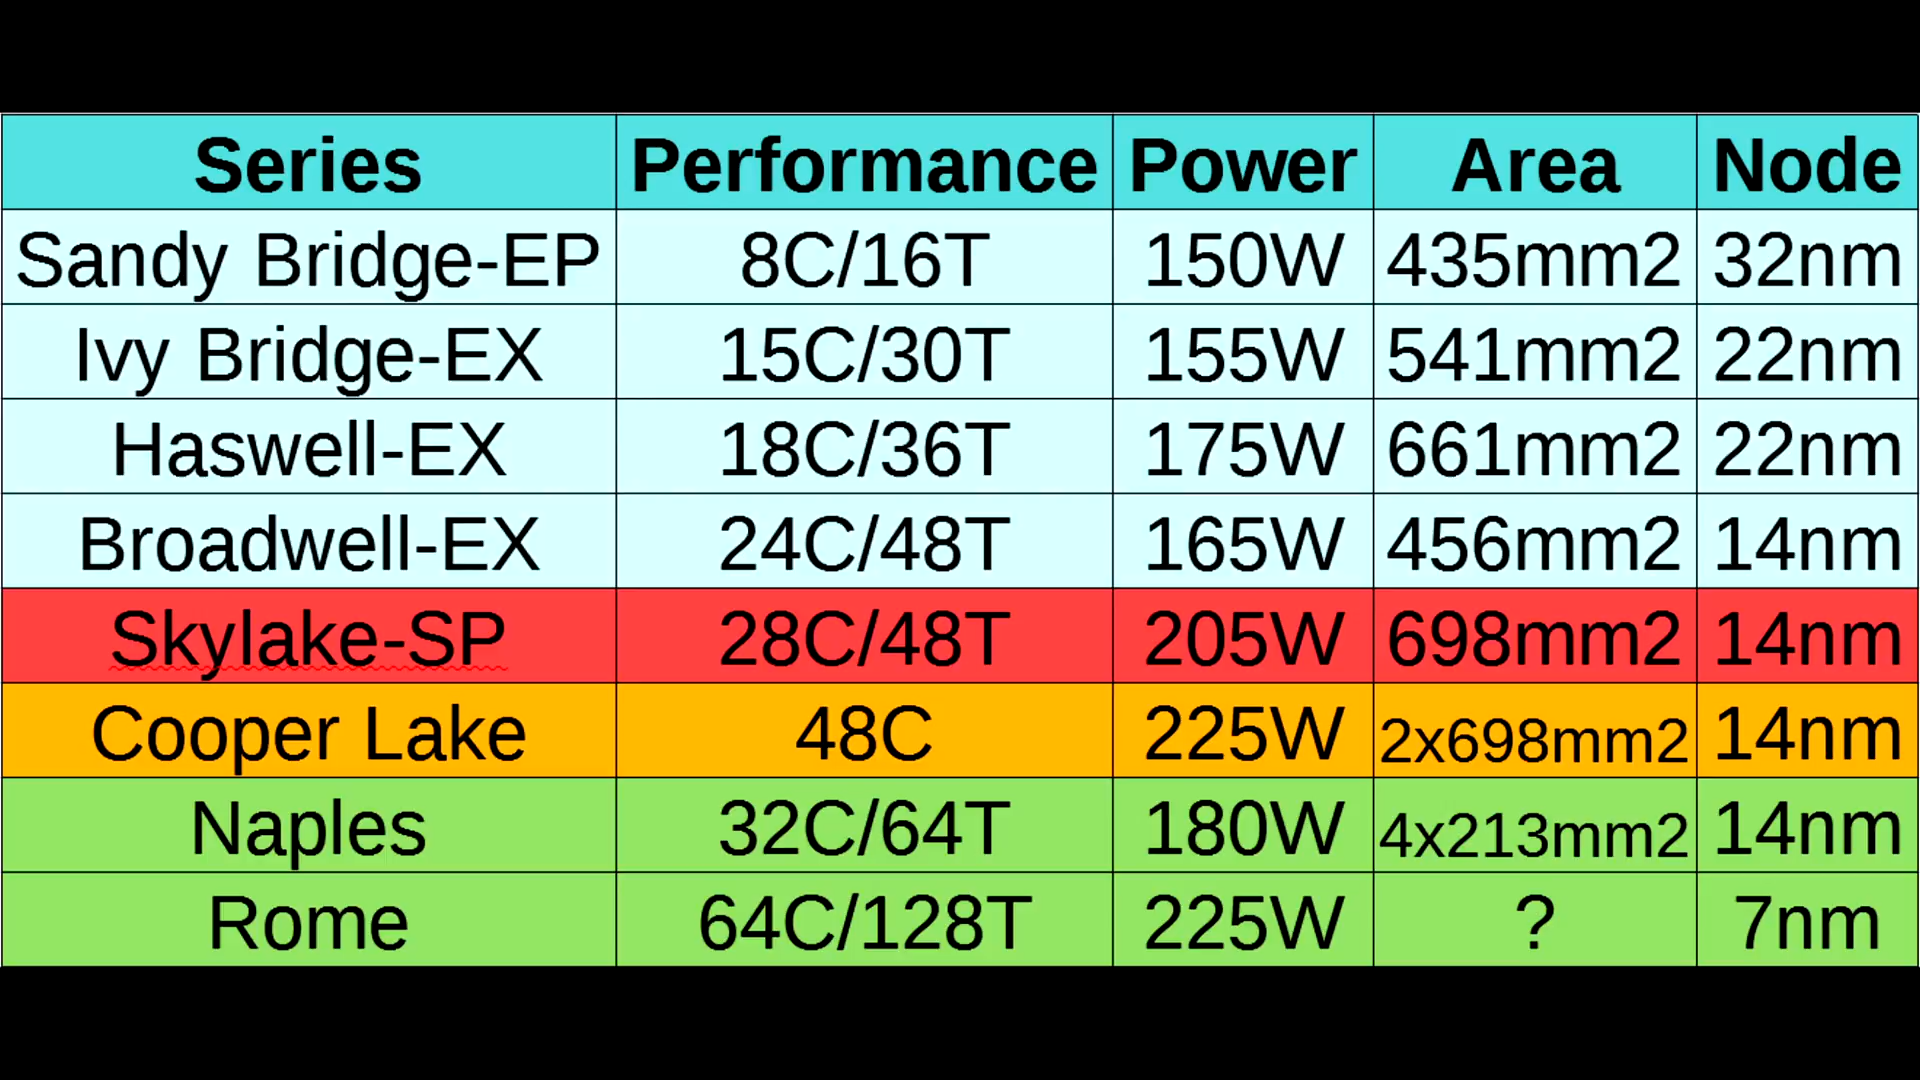 Series Performance Power Area Node
Sandy Bridge-EP 8C/16T 150W 435mm2 32nm
Ivy Bridge-EX 15C/30T 155W 541mm2 22nm
Haswell-EX 18C/36T 175W 661mm2 22nm
Broadwell-EX 24C/48T 165W 456mm2 14nm
Skylake-SP 28C/48T 205W 698mm2 14nm
Cooper Lake 48C 225W 2x698mm2 14nm
Naples 32C/64T 180W 4x213mm2 14nm
Rome 64C/128T 225W ? 7nm